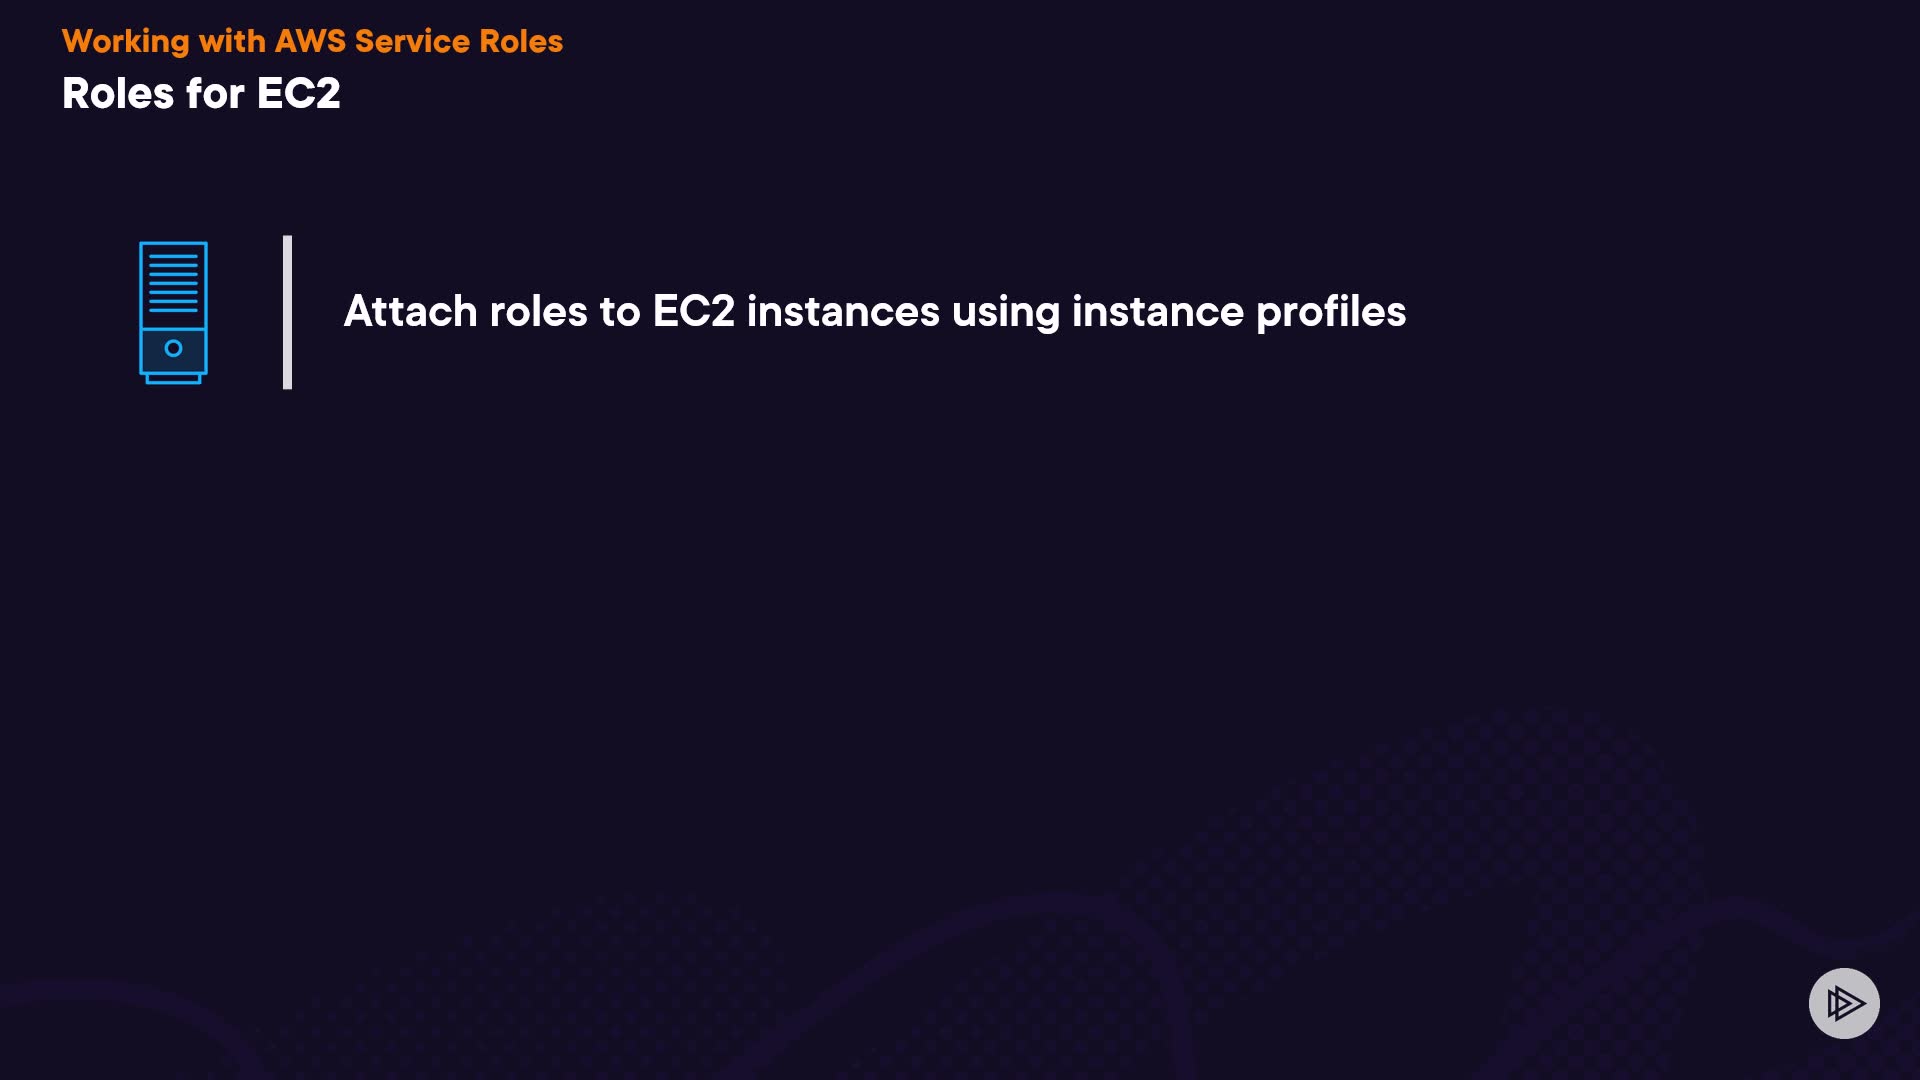 Working with AWS Service Roles
Roles for EC2
Attach roles to EC2 instances using instance profiles